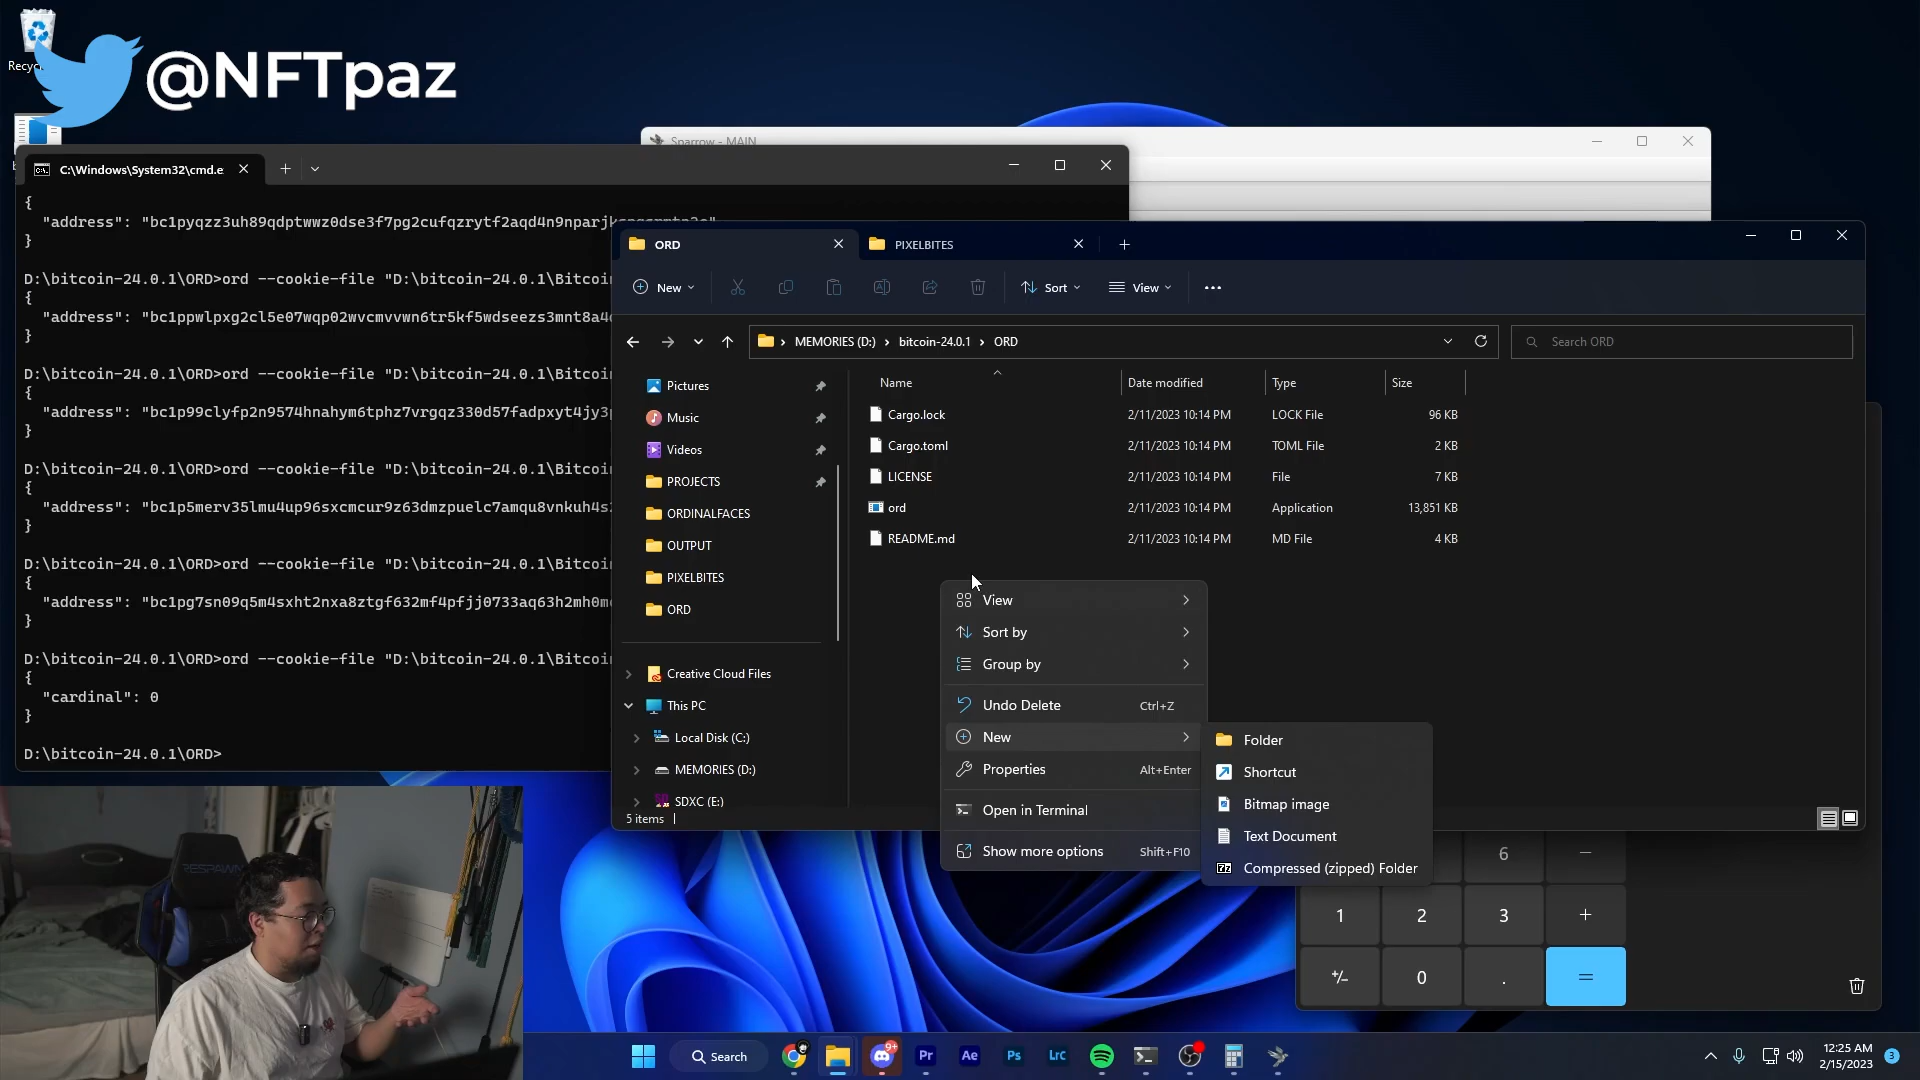 @NFTpaz
Sparrow - MAIN
C:\Windows\System32\cmd.e
{
"address":
}
D:\bitcoin-24.0.1\ORD>ord --cookie-file "D:\bitcoin-24.0.1\Bitcoi
{
"address":
}
D:\bitcoin-24.0.1\ORD>ord --cookie-file "D:\bitcoin-24.0.1\Bitcoi
{
"address":
}
D:\bitcoin-24.0.1\ORD>ord --cookie-file "D:\bitcoin-24.0.1\Bitcoi
{
"address":
}
D:\bitcoin-24.0.1\ORD>ord --cookie-file "D:\bitcoin-24.0.1\Bitcoi
{
"address":
}
D:\bitcoin-24.0.1\ORD>ord --cookie-file "D:\bitcoin-24.0.1\Bitcoi
{
"cardinal": 0
}
D:\bitcoin-24.0.1\ORD>
ORD
PIXELBITES
New
Sort
View
MEMORIES (D:) > bitcoin-24.0.1 > ORD
Search ORD
Pictures
Music
Videos
PROJECTS
ORDINALFACES
OUTPUT
PIXELBITES
ORD
Creative Cloud Files
This PC
Local Disk (C:)
MEMORIES (D:)
SDXC (E:)
5 items
Name Date modified Type Size
Cargo.lock 2/11/2023 10:14 PM LOCK File 96 KB
Cargo.toml 2/11/2023 10:14 PM TOML File 2 KB
LICENSE 2/11/2023 10:14 PM File 7 KB
ord 2/11/2023 10:14 PM Application 13,851 KB
README.md 2/11/2023 10:14 PM MD File 4 KB
View
Sort by
Group by
Undo Delete Ctrl+Z
New
Properties Alt+Enter
Open in Terminal
Show more options Shift+F10
Folder
Shortcut
Bitmap image
Text Document
Compressed (zipped) Folder
6 −
1 2 3 +
+/− 0 . =
RESPAWN
Search
9+
Pr
Ae
Ps
LrC
12:25 AM
2/15/2023
3